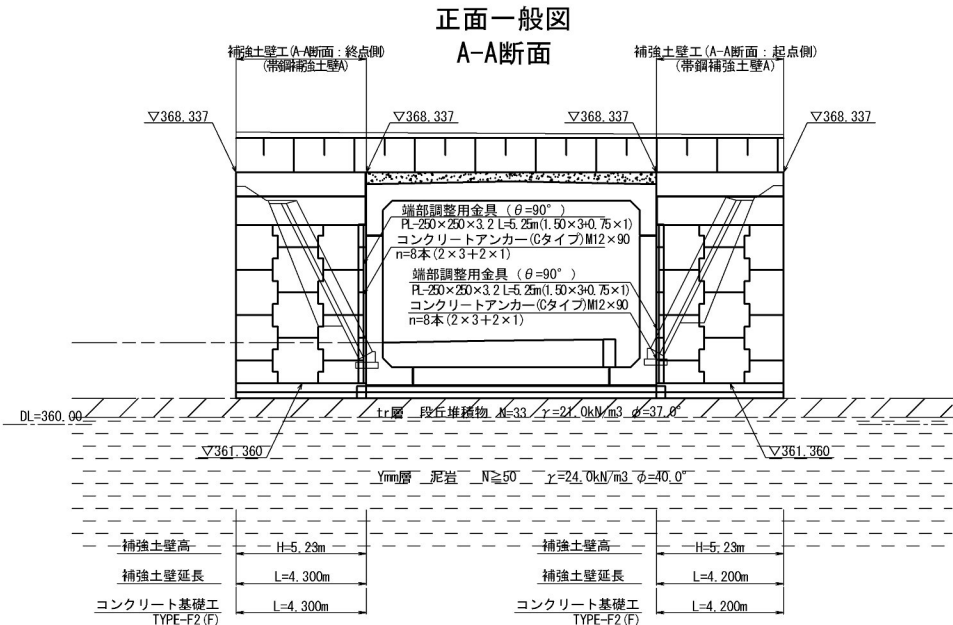 正面一般図
A-A断面
補強土壁工(A-A断面：終点側)
(帯鋼補強土壁A)
補強土壁工(A-A断面：起点側)
(帯鋼補強土壁A)
▽368.337
▽368.337
▽368.337
▽368.337
端部調整用金具 (θ=90°)
PL-250×250×3.2 L=5.25m(1.50×3+0.75×1)
コンクリートアンカー(Cタイプ)M12×90
n=8本(2×3+2×1)
端部調整用金具 (θ=90°)
PL-250×250×3.2 L=5.25m(1.50×3+0.75×1)
コンクリートアンカー(Cタイプ)M12×90
n=8本(2×3+2×1)
DL=360.00
tr層 段丘堆積物 N=33 γ=21.0kN/m3 φ=37.0°
▽361.360
▽361.360
Ymm層 泥岩 N≧50 γ=24.0kN/m3 φ=40.0°
補強土壁高 H=5.23m
補強土壁高 H=5.23m
補強土壁延長 L=4.300m
補強土壁延長 L=4.200m
コンクリート基礎工 L=4.300m
TYPE-F2(F)
コンクリート基礎工 L=4.200m
TYPE-F2(F)